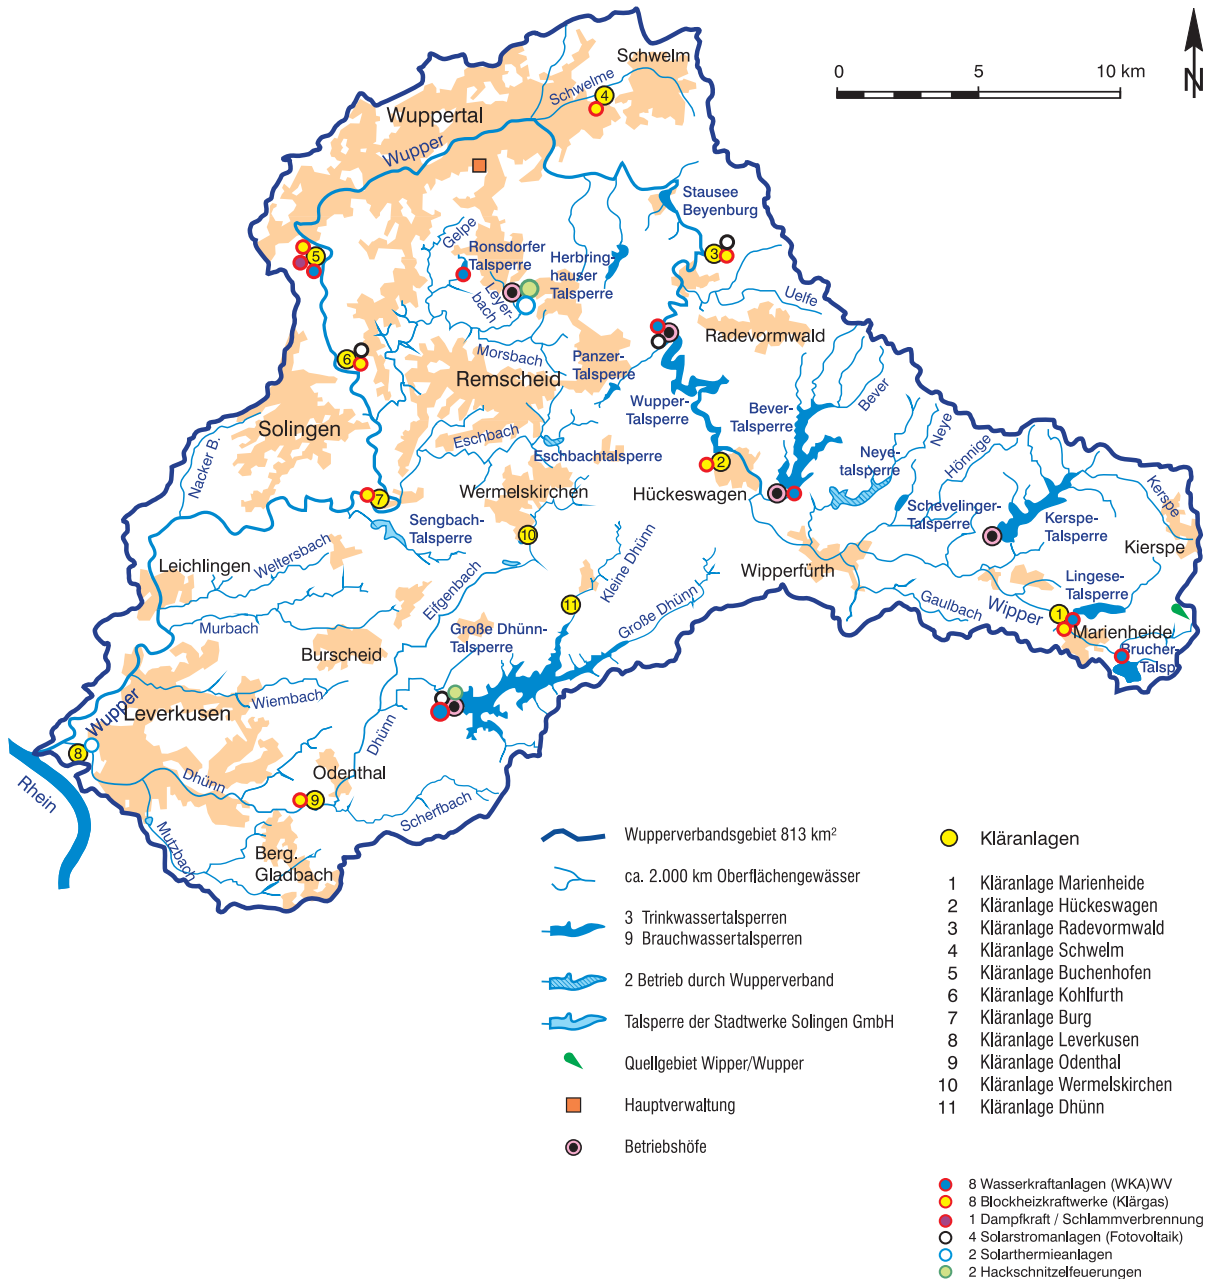 Schwelm
Schwelme
4
Wuppertal
Wupper
0
5
10 km
N
Stausee
Beyenburg
3
Gelpe
Ronsdorfer
Talsperre
Herbring-
hauser
Talsperre
Leyer-
bach
5
Uelfe
Radevormwald
6
Morsbach
Panzer-
Talsperre
Remscheid
Wupper-
Talsperre
Bever-
Talsperre
Bever
Neye
Hönnige
Solingen
Nacker B.
Eschbach
Eschbachtalsperre
Neye-
talsperre
2
Hückeswagen
Wermelskirchen
7
Sengbach-
Talsperre
10
Schevelinger-
Talsperre
Kerspe-
Talsperre
Kerspe
Kierspe
Leichlingen
Weltersbach
Eifgenbach
Kleine Dhünn
Wipperfürth
Lingese-
Talsperre
11
Große Dhünn
Gaulbach
Wipper
1
Marienheide
Brucher-
Talsp.
Murbach
Große Dhünn-
Talsperre
Burscheid
Wiembach
Leverkusen
Wupper
Dhünn
8
Rhein
Dhünn
Odenthal
9
Scherfbach
Mutzbach
Berg.
Gladbach
Wupperverbandsgebiet 813 km²
ca. 2.000 km Oberflächengewässer
3 Trinkwassertalsperren
9 Brauchwassertalsperren
2 Betrieb durch Wupperverband
Talsperre der Stadtwerke Solingen GmbH
Quellgebiet Wipper/Wupper
Hauptverwaltung
Betriebshöfe
Kläranlagen
1 Kläranlage Marienheide
2 Kläranlage Hückeswagen
3 Kläranlage Radevormwald
4 Kläranlage Schwelm
5 Kläranlage Buchenhofen
6 Kläranlage Kohlfurth
7 Kläranlage Burg
8 Kläranlage Leverkusen
9 Kläranlage Odenthal
10 Kläranlage Wermelskirchen
11 Kläranlage Dhünn
8 Wasserkraftanlagen (WKA)WV
8 Blockheizkraftwerke (Klärgas)
1 Dampfkraft / Schlammverbrennung
4 Solarstromanlagen (Fotovoltaik)
2 Solarthermieanlagen
2 Hackschnitzelfeuerungen